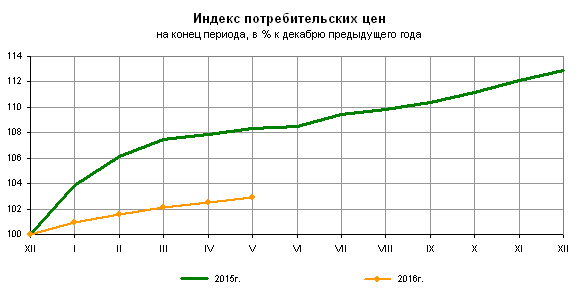 Индекс потребительских цен
на конец периода, в % к декабрю предыдущего года
114
112
110
108
106
104
102
100
XII I II III IV V VI VII VIII IX X XI XII
2015г. 2016г.